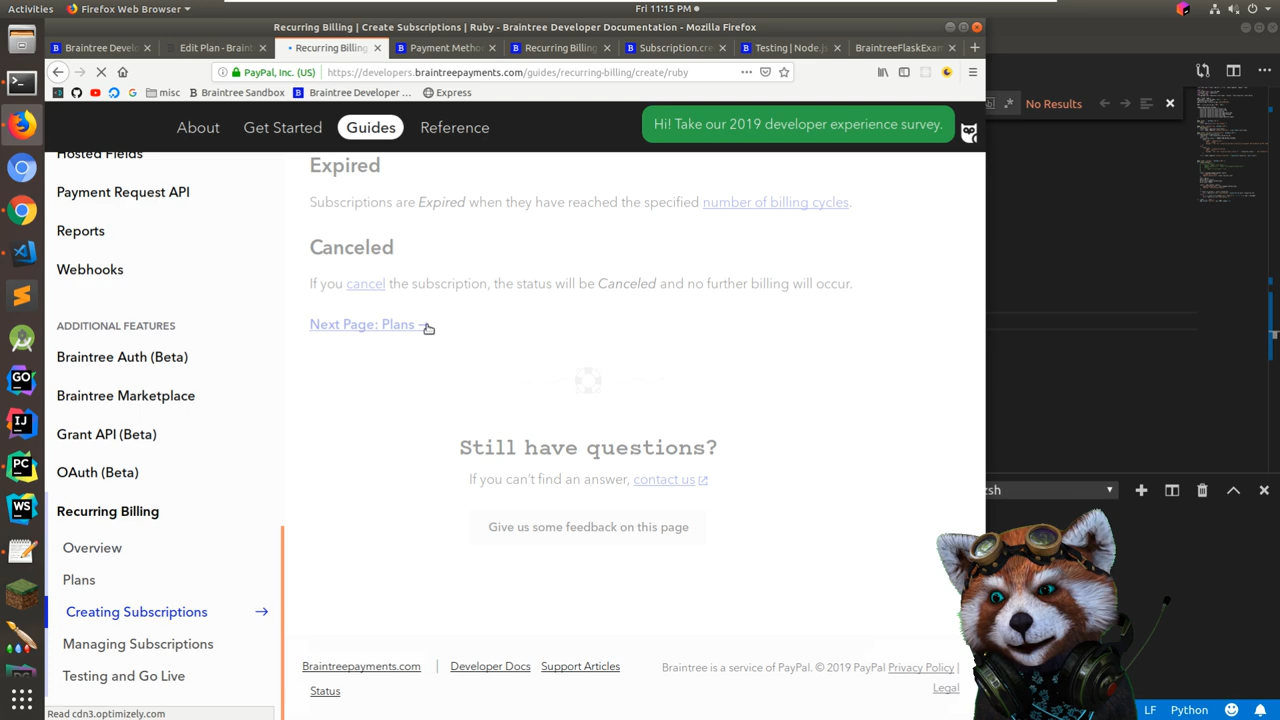 Activities
Firefox Web Browser
Fri 11:15 PM
Recurring Billing | Create Subscriptions | Ruby - Braintree Developer Documentation - Mozilla Firefox
Braintree Devel
Edit Plan - Braint
Recurring Billing
Payment Metho
Recurring Billing
Subscription.cre
Testing | Node.js
BraintreeFlaskExam
PayPal, Inc. (US)
https://developers.braintreepayments.com/guides/recurring-billing/create/ruby
misc
Braintree Sandbox
Braintree Developer ...
Express
No Results
About
Get Started
Guides
Reference
Hi! Take our 2019 developer experience survey.
Hosted Fields
Payment Request API
Reports
Webhooks
ADDITIONAL FEATURES
Braintree Auth (Beta)
Braintree Marketplace
Grant API (Beta)
OAuth (Beta)
Recurring Billing
Overview
Plans
Creating Subscriptions →
Managing Subscriptions
Testing and Go Live
Expired
Subscriptions are Expired when they have reached the specified number of billing cycles.
Canceled
If you cancel the subscription, the status will be Canceled and no further billing will occur.
Next Page: Plans →
Still have questions?
If you can't find an answer, contact us
Give us some feedback on this page
Braintreepayments.com | Developer Docs Support Articles
Status
Braintree is a service of PayPal. © 2019 PayPal Privacy Policy |
Legal
Read cdn3.optimizely.com
zsh
LF
Python